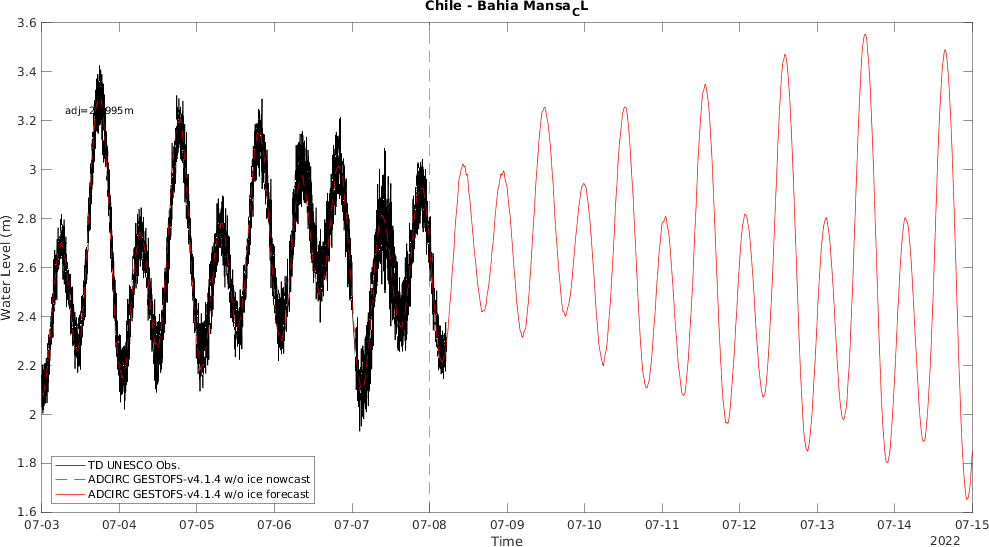 Chile - Bahia MansaCL
3.6
3.4
adj=2.995m
3.2
3
2.8
2.6
2.4
2.2
2
1.8
1.6
Water Level (m)
TD UNESCO Obs.
ADCIRC GESTOFS-v4.1.4 w/o ice nowcast
ADCIRC GESTOFS-v4.1.4 w/o ice forecast
07-03 07-04 07-05 07-06 07-07 07-08 07-09 07-10 07-11 07-12 07-13 07-14 07-15
Time
2022